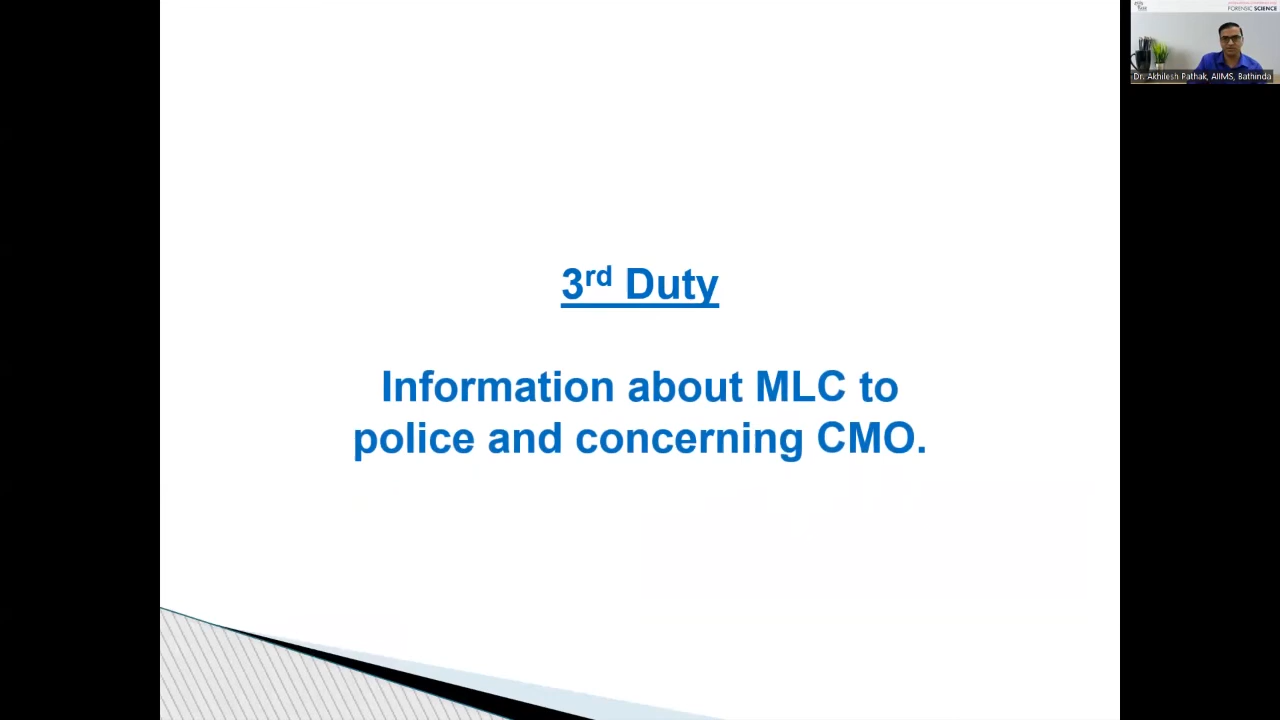 3rd Duty
Information about MLC to
police and concerning CMO.
FORENSIC SCIENCE
Dr. Akhilesh Pathak, AIIMS, Bathinda